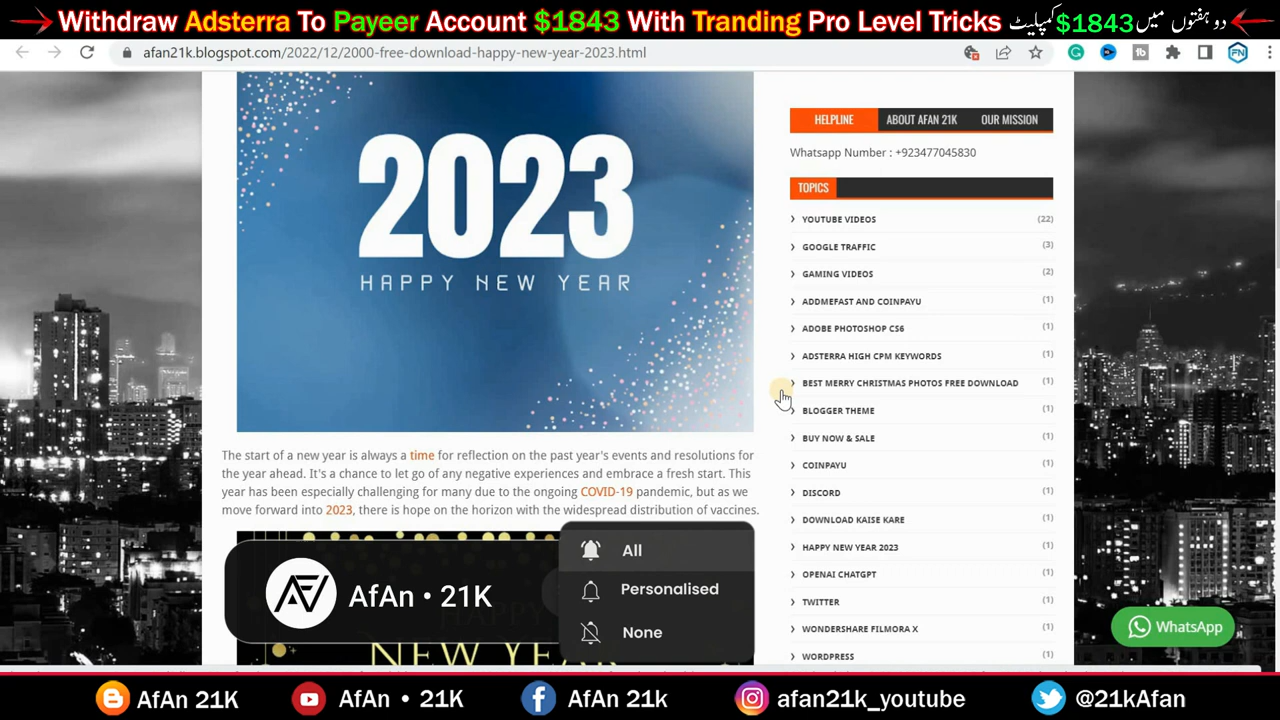 Withdraw Adsterra To Payeer Account $1843 With Tranding Pro Level Tricks دو ہفتوں میں $1843 کمپلیٹ
afan21k.blogspot.com/2022/12/2000-free-download-happy-new-year-2023.html
2023
HAPPY NEW YEAR
The start of a new year is always a time for reflection on the past year's events and resolutions for
the year ahead. It's a chance to let go of any negative experiences and embrace a fresh start. This
year has been especially challenging for many due to the ongoing COVID-19 pandemic, but as we
move forward into 2023, there is hope on the horizon with the widespread distribution of vaccines.
NEW YEAR
AfAn • 21K
All
Personalised
None
HELPLINE ABOUT AFAN 21K OUR MISSION
Whatsapp Number : +923477045830
TOPICS
YOUTUBE VIDEOS (22)
GOOGLE TRAFFIC (3)
GAMING VIDEOS (2)
ADDMEFAST AND COINPAYU (1)
ADOBE PHOTOSHOP CS6 (1)
ADSTERRA HIGH CPM KEYWORDS (1)
BEST MERRY CHRISTMAS PHOTOS FREE DOWNLOAD (1)
BLOGGER THEME (1)
BUY NOW & SALE (1)
COINPAYU (1)
DISCORD (1)
DOWNLOAD KAISE KARE (1)
HAPPY NEW YEAR 2023 (1)
OPENAI CHATGPT (1)
TWITTER (1)
WONDERSHARE FILMORA X (1)
WORDPRESS (1)
WhatsApp
AfAn 21K AfAn • 21K AfAn 21k afan21k_youtube @21kAfan